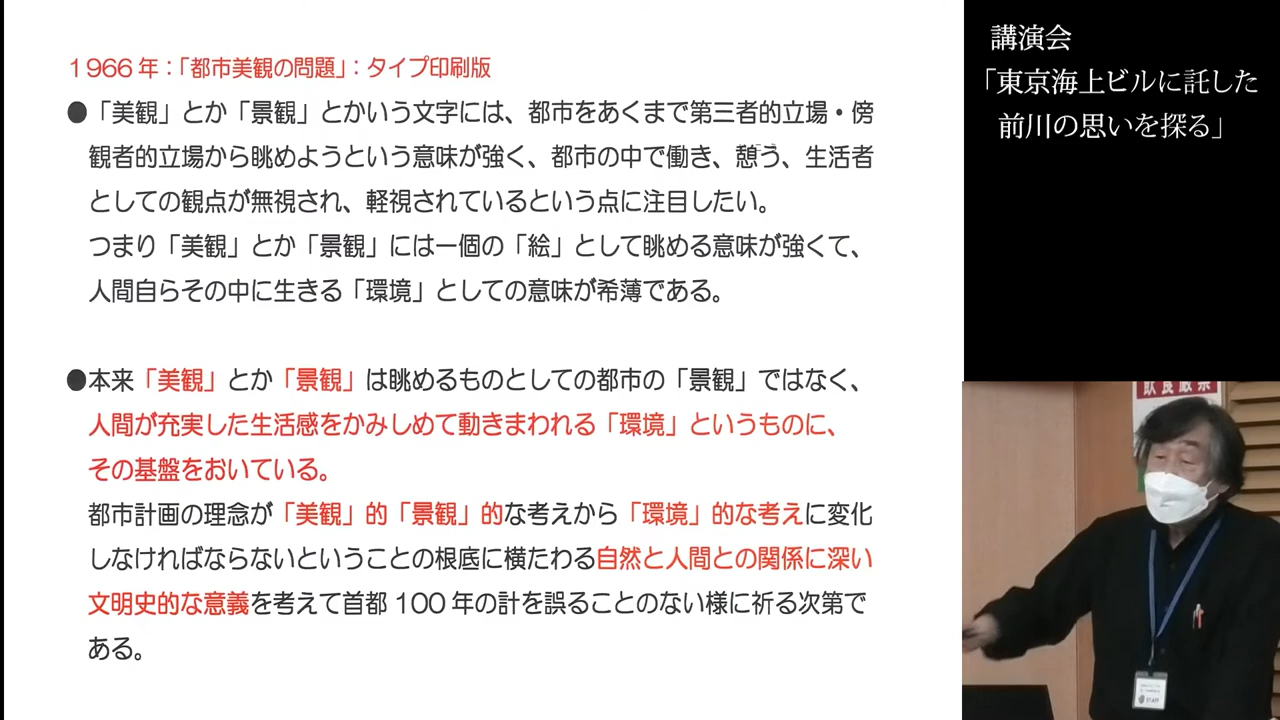 1966年：「都市美観の問題」：タイプ印刷版
●「美観」とか「景観」とかいう文字には、都市をあくまで第三者的立場・傍
観者的立場から眺めようという意味が強く、都市の中で働き、憩う、生活者
としての観点が無視され、軽視されているという点に注目したい。
つまり「美観」とか「景観」には一個の「絵」として眺める意味が強くて、
人間自らその中に生きる「環境」としての意味が希薄である。
●本来「美観」とか「景観」は眺めるものとしての都市の「景観」ではなく、
人間が充実した生活感をかみしめて動きまわれる「環境」というものに、
その基盤をおいている。
都市計画の理念が「美観」的「景観」的な考えから「環境」的な考えに変化
しなければならないということの根底に横たわる自然と人間との関係に深い
文明史的な意義を考えて首都100年の計を誤ることのない様に祈る次第で
ある。
講演会
「東京海上ビルに託した
前川の思いを探る」
飲食厳禁
STAFF